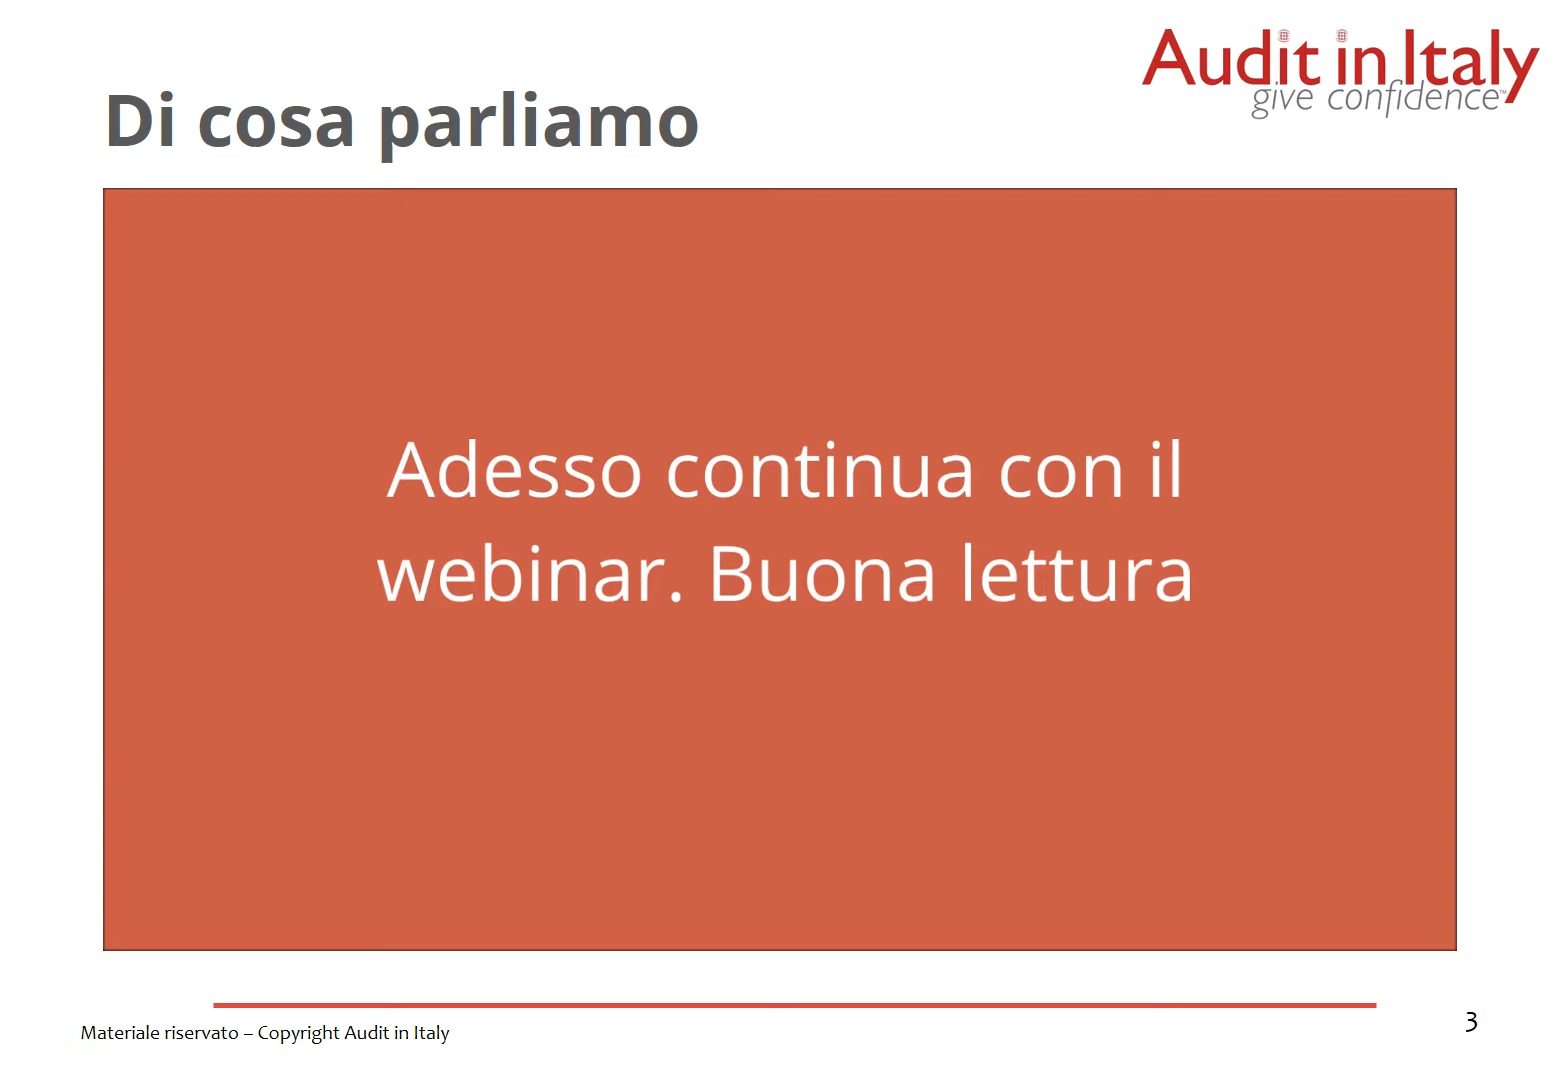 Audit in Italy
give confidence™
Di cosa parliamo
Adesso continua con il
webinar. Buona lettura
Materiale riservato – Copyright Audit in Italy
3